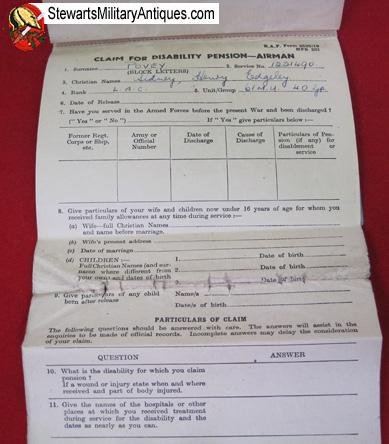 StewartsMilitaryAntiques.com
R.A.F. Form
CLAIM FOR DISABILITY PENSION—AIRMAN
1. Surname POVEY 2. Service No. 1221490
(BLOCK LETTERS)
3. Christian Names Sidney Henry
4. Rank L.A.C. 5. Unit/Group 61 M.U. 40 Gp.
6. Date of Release
7. Have you served in the Armed Forces before the present War and been discharged ?
(" Yes " or " No ") If " Yes " give particulars below :—
Former Regt. Corps or Ship, etc.
Army or Official Number
Date of Discharge
Cause of Discharge
Particulars of Pension (if any) for disablement or service
8. Give particulars of your wife and children now under 16 years of age for whom you
received family allowances at any time during service :—
(a) Wife—full Christian Names
and name before marriage.
(b) Wife's present address
(c) Date of marriage
(d) CHILDREN :— 1. Date of birth
Full Christian Names (and surname where different from your own) and dates of birth
2. Date of birth
3. Date of birth
9. Give particulars of any child Name/s
born after release Date/s of birth
PARTICULARS OF CLAIM
The following questions should be answered with care. The answers will assist in the
enquiries to be made of official records. Incomplete answers may delay the consideration
of your claim.
QUESTION ANSWER
10. What is the disability for which you claim
pension ?
If a wound or injury state when and where
received and part of body injured.
11. Give the names of the hospitals or other
places at which you received treatment
during service for the disability and the
dates as nearly as you can.